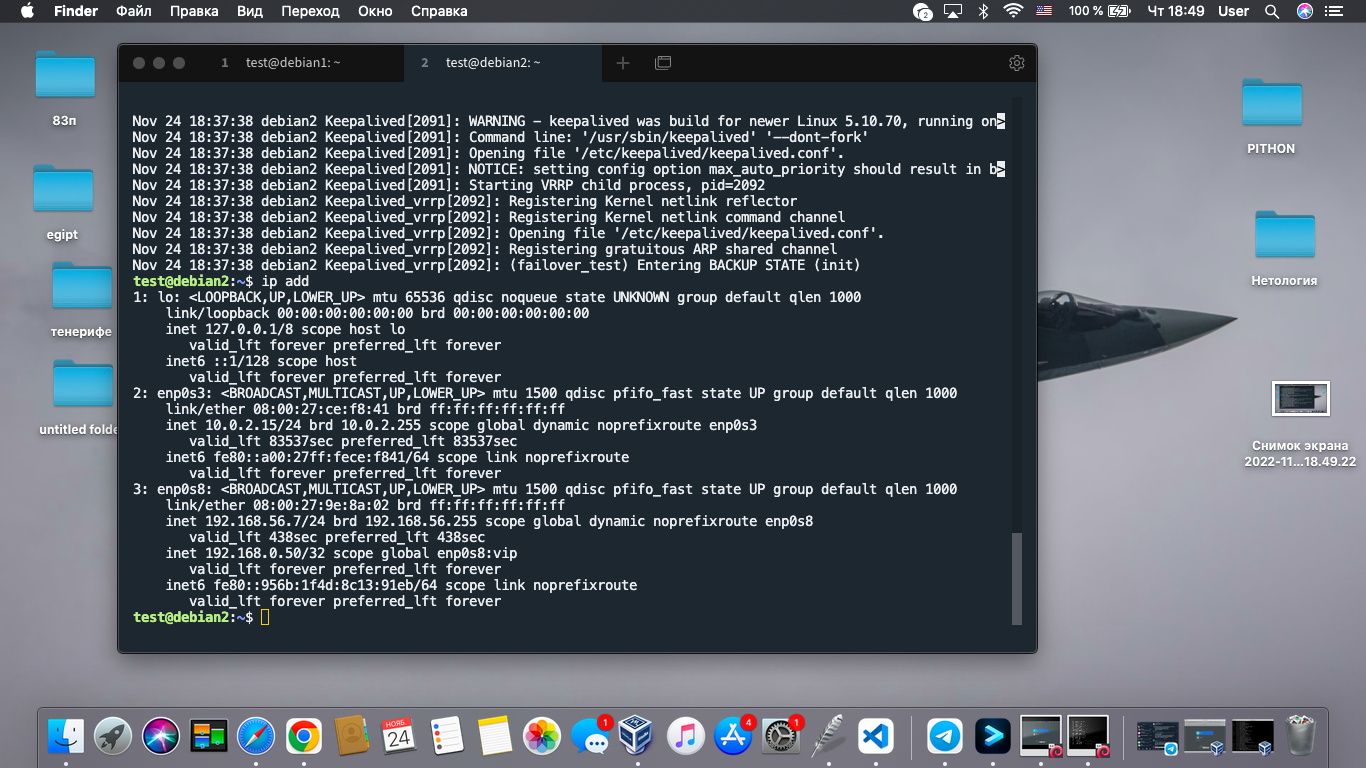 Finder Файл Правка Вид Переход Окно Справка
2 100 % Чт 18:49 User
1 test@debian1: ~ 2 test@debian2: ~
Nov 24 18:37:38 debian2 Keepalived[2091]: WARNING - keepalived was build for newer Linux 5.10.70, running on>
Nov 24 18:37:38 debian2 Keepalived[2091]: Command line: '/usr/sbin/keepalived' '--dont-fork'
Nov 24 18:37:38 debian2 Keepalived[2091]: Opening file '/etc/keepalived/keepalived.conf'.
Nov 24 18:37:38 debian2 Keepalived[2091]: NOTICE: setting config option max_auto_priority should result in b>
Nov 24 18:37:38 debian2 Keepalived[2091]: Starting VRRP child process, pid=2092
Nov 24 18:37:38 debian2 Keepalived_vrrp[2092]: Registering Kernel netlink reflector
Nov 24 18:37:38 debian2 Keepalived_vrrp[2092]: Registering Kernel netlink command channel
Nov 24 18:37:38 debian2 Keepalived_vrrp[2092]: Opening file '/etc/keepalived/keepalived.conf'.
Nov 24 18:37:38 debian2 Keepalived_vrrp[2092]: Registering gratuitous ARP shared channel
Nov 24 18:37:38 debian2 Keepalived_vrrp[2092]: (failover_test) Entering BACKUP STATE (init)
test@debian2:~$ ip add
1: lo: <LOOPBACK,UP,LOWER_UP> mtu 65536 qdisc noqueue state UNKNOWN group default qlen 1000
link/loopback 00:00:00:00:00:00 brd 00:00:00:00:00:00
inet 127.0.0.1/8 scope host lo
valid_lft forever preferred_lft forever
inet6 ::1/128 scope host
valid_lft forever preferred_lft forever
2: enp0s3: <BROADCAST,MULTICAST,UP,LOWER_UP> mtu 1500 qdisc pfifo_fast state UP group default qlen 1000
link/ether 08:00:27:ce:f8:41 brd ff:ff:ff:ff:ff:ff
inet 10.0.2.15/24 brd 10.0.2.255 scope global dynamic noprefixroute enp0s3
valid_lft 83537sec preferred_lft 83537sec
inet6 fe80::a00:27ff:fece:f841/64 scope link noprefixroute
valid_lft forever preferred_lft forever
3: enp0s8: <BROADCAST,MULTICAST,UP,LOWER_UP> mtu 1500 qdisc pfifo_fast state UP group default qlen 1000
link/ether 08:00:27:9e:8a:02 brd ff:ff:ff:ff:ff:ff
inet 192.168.56.7/24 brd 192.168.56.255 scope global dynamic noprefixroute enp0s8
valid_lft 438sec preferred_lft 438sec
inet 192.168.0.50/32 scope global enp0s8:vip
valid_lft forever preferred_lft forever
inet6 fe80::956b:1f4d:8c13:91eb/64 scope link noprefixroute
valid_lft forever preferred_lft forever
test@debian2:~$
83п
egipt
тенерифе
untitled folde
PITHON
Нетология
Снимок экрана
2022-11...18.49.22
НОЯБ.
24
1
4
1